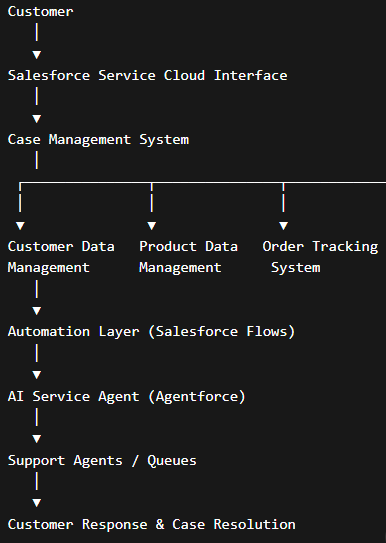 Customer
Salesforce Service Cloud Interface
Case Management System
Customer Data Product Data Order Tracking
Management Management System
Automation Layer (Salesforce Flows)
AI Service Agent (Agentforce)
Support Agents / Queues
Customer Response & Case Resolution